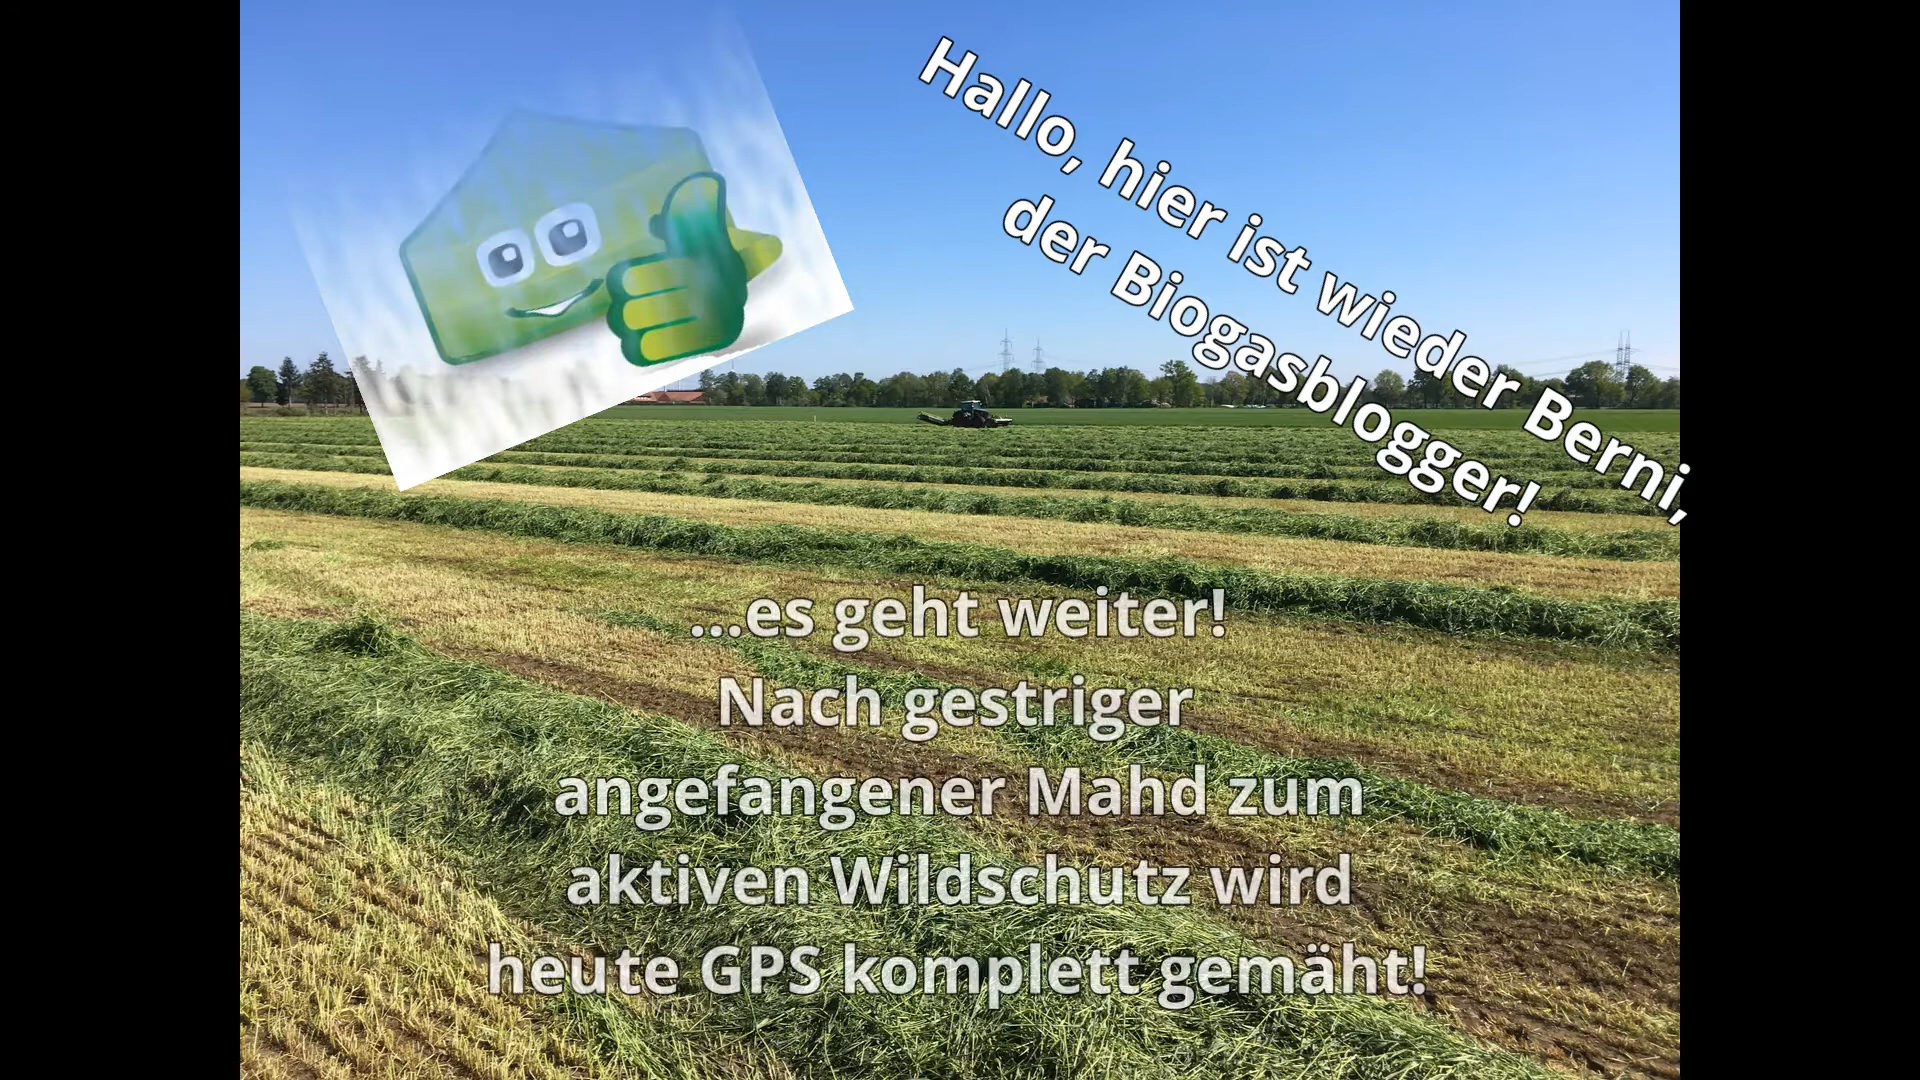 Hallo, hier ist wieder Berni,
der Biogasblogger!
...es geht weiter!
Nach gestriger
angefangener Mahd zum
aktiven Wildschutz wird
heute GPS komplett gemäht!